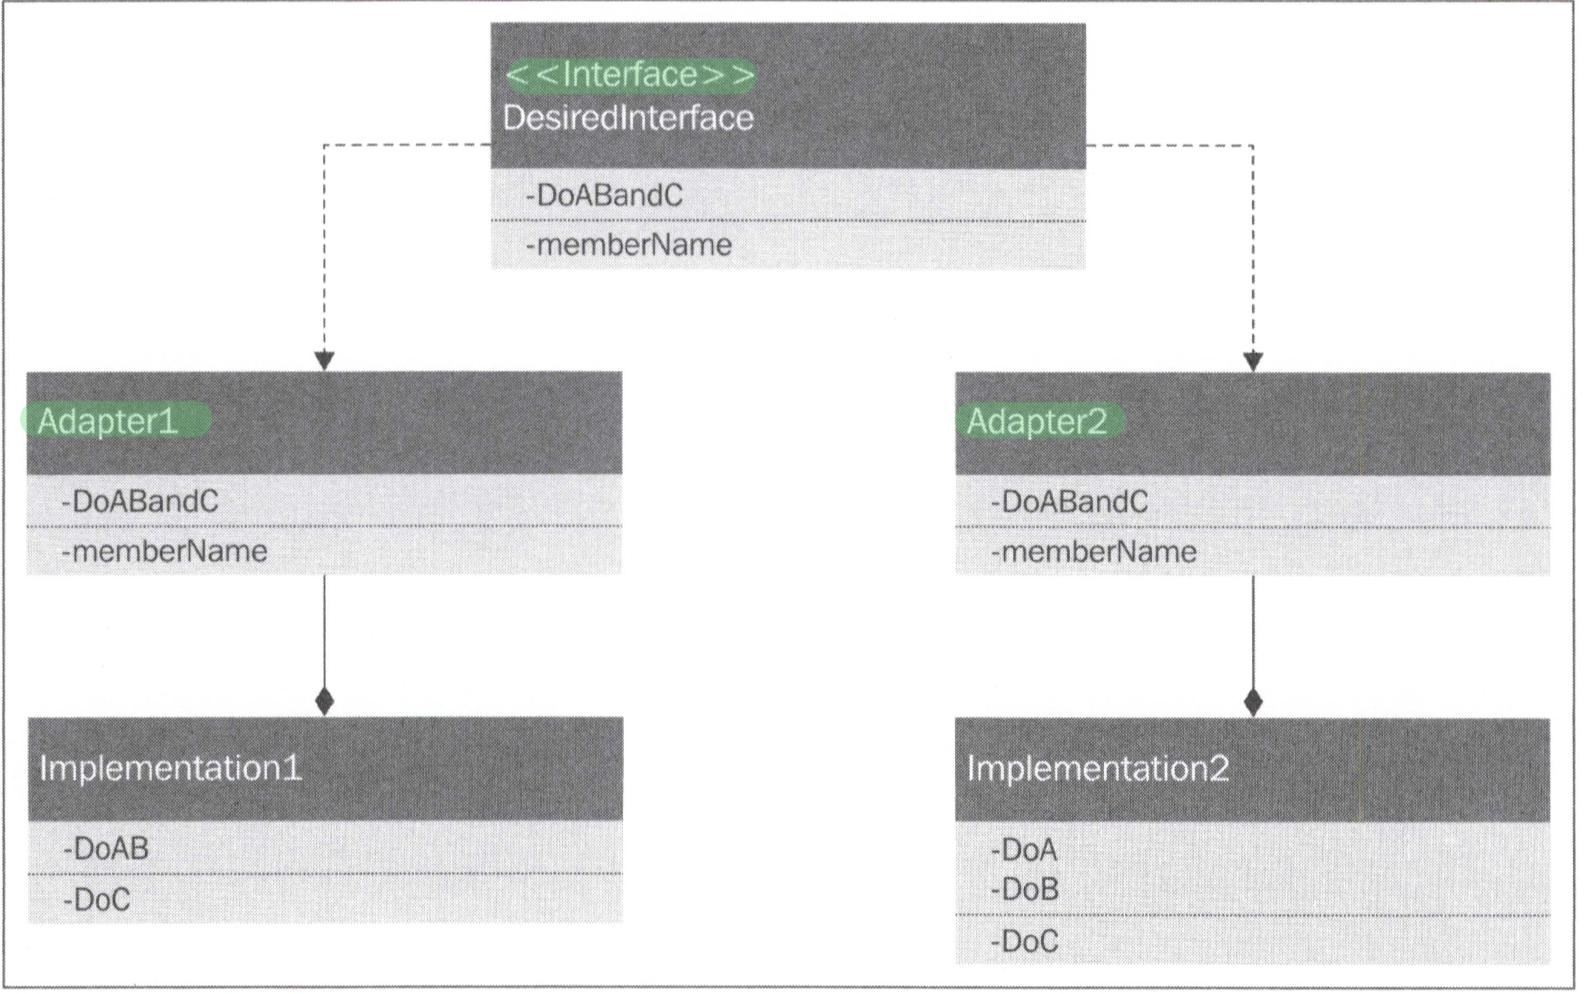 <<Interface>>
DesiredInterface
-DoABandC
-memberName
Adapter1
-DoABandC
-memberName
Adapter2
-DoABandC
-memberName
Implementation1
-DoAB
-DoC
Implementation2
-DoA
-DoB
-DoC